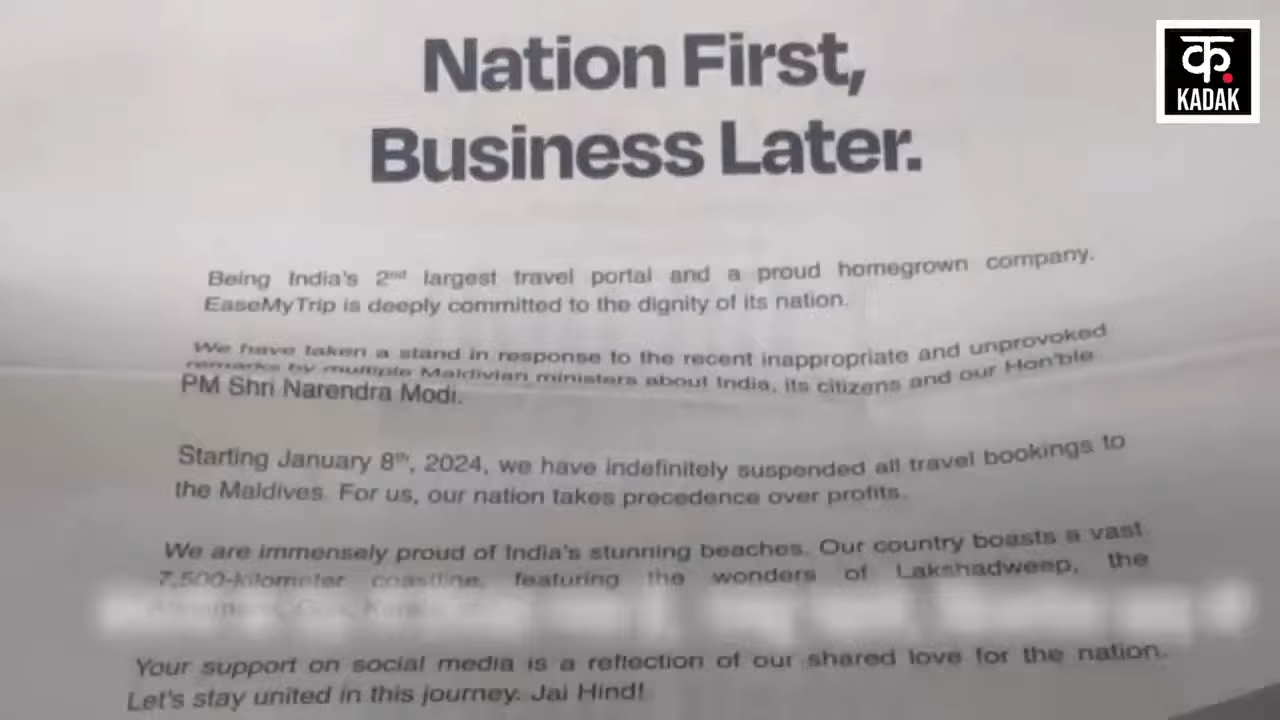 Nation First,
Business Later.
क.
KADAK
Being India's 2nd largest travel portal and a proud homegrown company.
EaseMyTrip is deeply committed to the dignity of its nation.
We have taken a stand in response to the recent inappropriate and unprovoked
remarks by multiple Maldivian ministers about India, its citizens and our Hon'ble
PM Shri Narendra Modi.
Starting January 8th, 2024, we have indefinitely suspended all travel bookings to
the Maldives. For us, our nation takes precedence over profits.
We are immensely proud of India's stunning beaches. Our country boasts a vast
7,500-kilometer coastline, featuring the wonders of Lakshadweep, the
Your support on social media is a reflection of our shared love for the nation.
Let's stay united in this journey. Jai Hind!